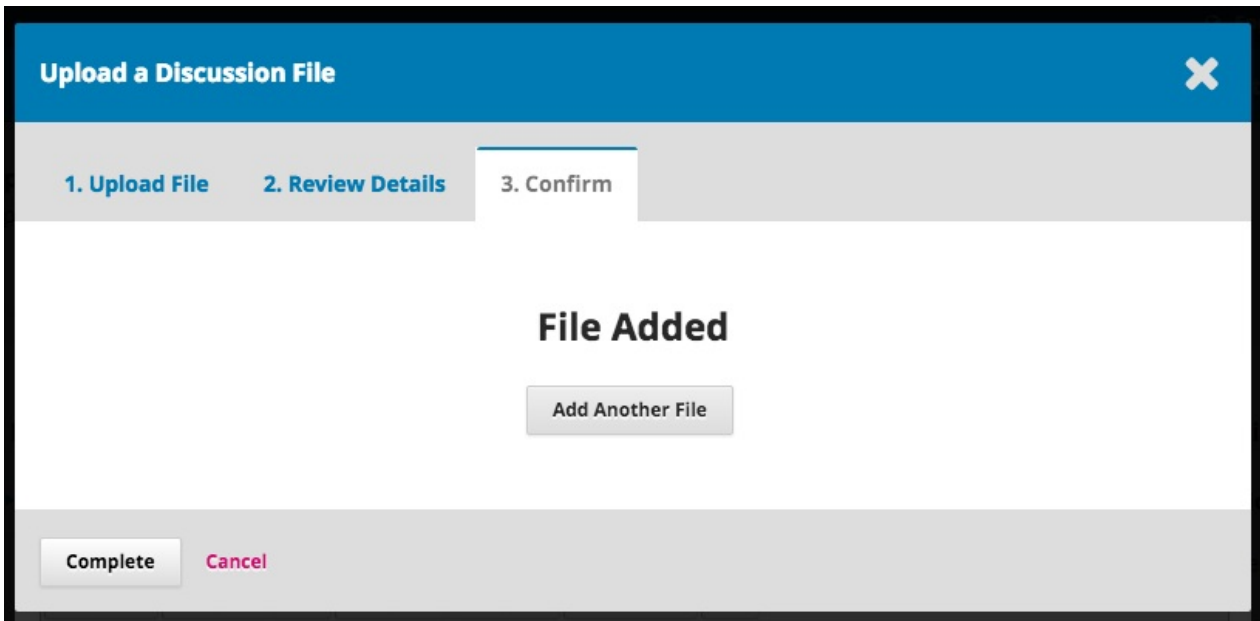 Upload a Discussion File
1. Upload File 2. Review Details 3. Confirm
File Added
Add Another File
Complete Cancel